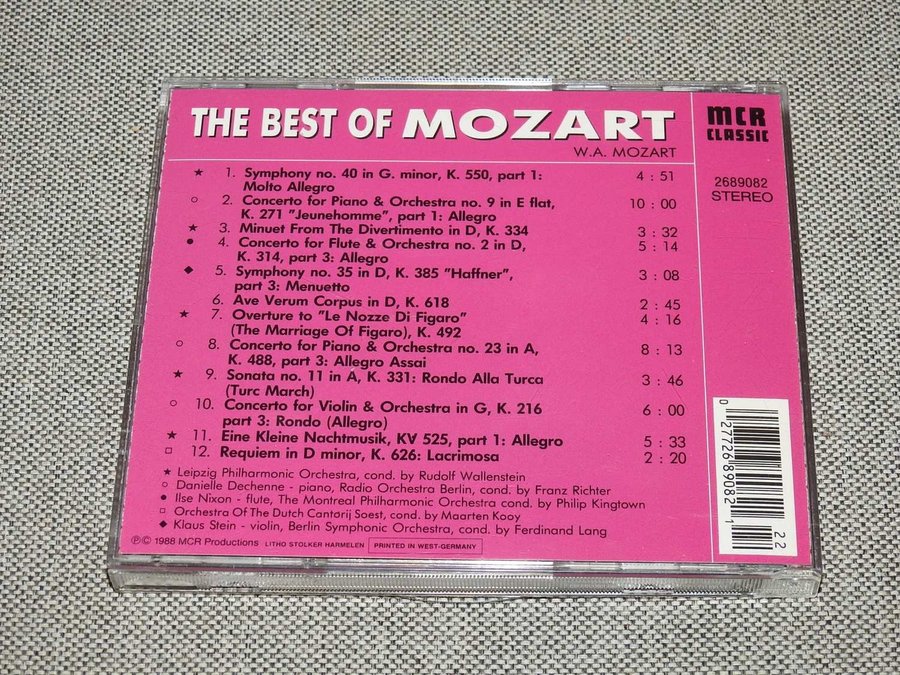 THE BEST OF MOZART
W.A. MOZART
MCR
CLASSIC
2689082
STEREO
★ 1. Symphony no. 40 in G. minor, K. 550, part 1: 4 : 51
Molto Allegro
○ 2. Concerto for Piano & Orchestra no. 9 in E flat, 10 : 00
K. 271 "Jeunehomme", part 1: Allegro
★ 3. Minuet From The Divertimento in D, K. 334 3 : 32
● 4. Concerto for Flute & Orchestra no. 2 in D, 5 : 14
K. 314, part 3: Allegro
◆ 5. Symphony no. 35 in D, K. 385 "Haffner", 3 : 08
part 3: Menuetto
6. Ave Verum Corpus in D, K. 618 2 : 45
★ 7. Overture to "Le Nozze Di Figaro" 4 : 16
(The Marriage Of Figaro), K. 492
○ 8. Concerto for Piano & Orchestra no. 23 in A, 8 : 13
K. 488, part 3: Allegro Assai
★ 9. Sonata no. 11 in A, K. 331: Rondo Alla Turca 3 : 46
(Turc March)
○ 10. Concerto for Violin & Orchestra in G, K. 216 6 : 00
part 3: Rondo (Allegro)
★ 11. Eine Kleine Nachtmusik, K∀ 525, part 1: Allegro 5 : 33
□ 12. Requiem in D minor, K. 626: Lacrimosa 2 : 20
★ Leipzig Philharmonic Orchestra, cond. by Rudolf Wallenstein
○ Danielle Dechenne - piano, Radio Orchestra Berlin, cond. by Franz Richter
● Ilse Nixon - flute, The Montreal Philharmonic Orchestra cond. by Philip Kingtown
□ Orchestra Of The Dutch Cantarij Soest, cond. by Maarten Kooy
◆ Klaus Stein - violin, Berlin Symphonic Orchestra, cond. by Ferdinand Lang
℗© 1988 MCR Productions LITHO STOLKER HARMELEN PRINTED IN WEST-GERMANY
0 27726 89082 1
22